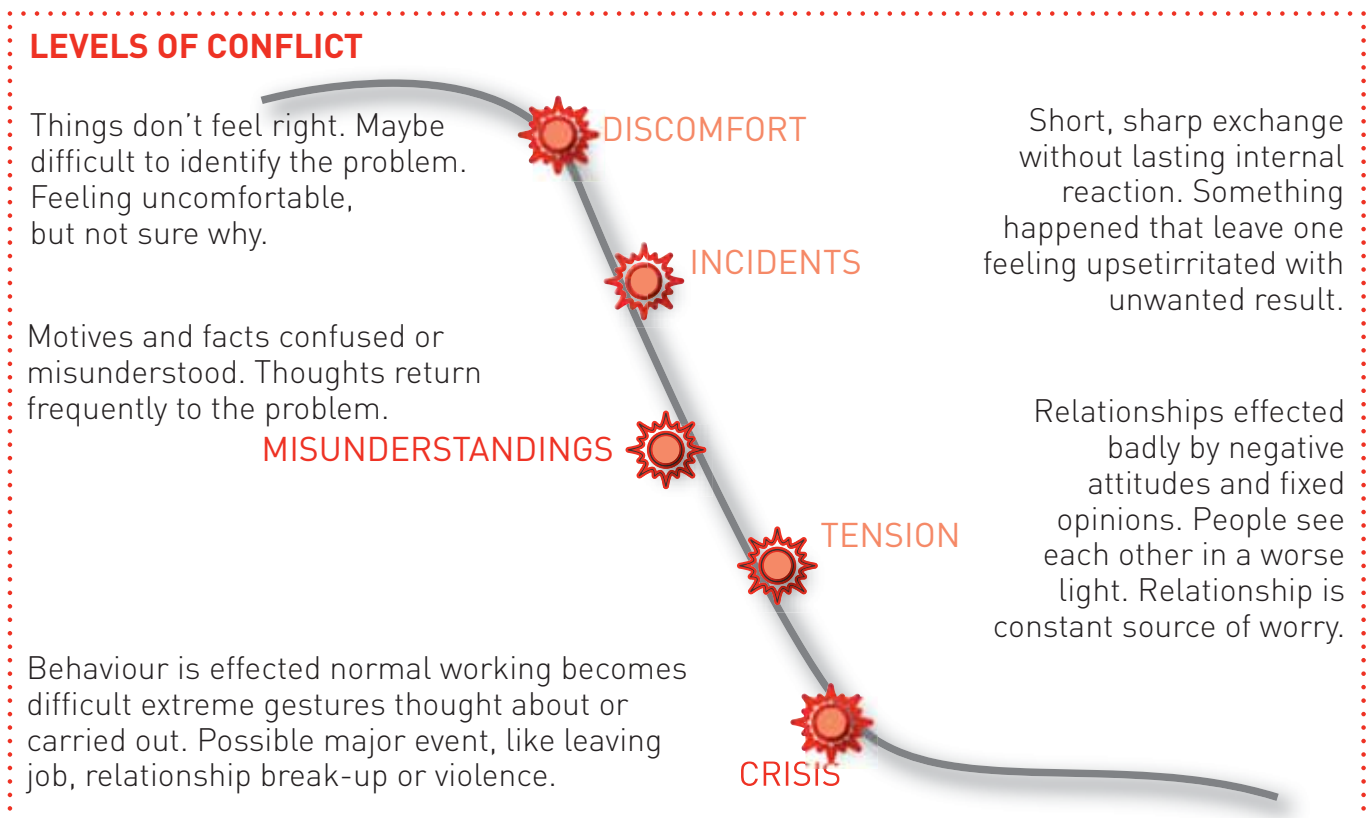 LEVELS OF CONFLICT
Things don't feel right. Maybe
difficult to identify the problem.
Feeling uncomfortable,
but not sure why.
DISCOMFORT
Short, sharp exchange
without lasting internal
reaction. Something
happened that leave one
feeling upsetirritated with
unwanted result.
INCIDENTS
Motives and facts confused or
misunderstood. Thoughts return
frequently to the problem.
MISUNDERSTANDINGS
Relationships effected
badly by negative
attitudes and fixed
opinions. People see
each other in a worse
light. Relationship is
constant source of worry.
TENSION
Behaviour is effected normal working becomes
difficult extreme gestures thought about or
carried out. Possible major event, like leaving
job, relationship break-up or violence.
CRISIS